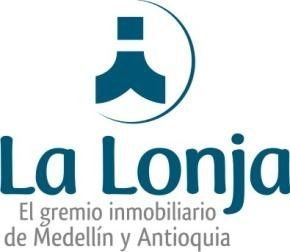 La Lonja
El gremio inmobiliario
de Medellín y Antioquia